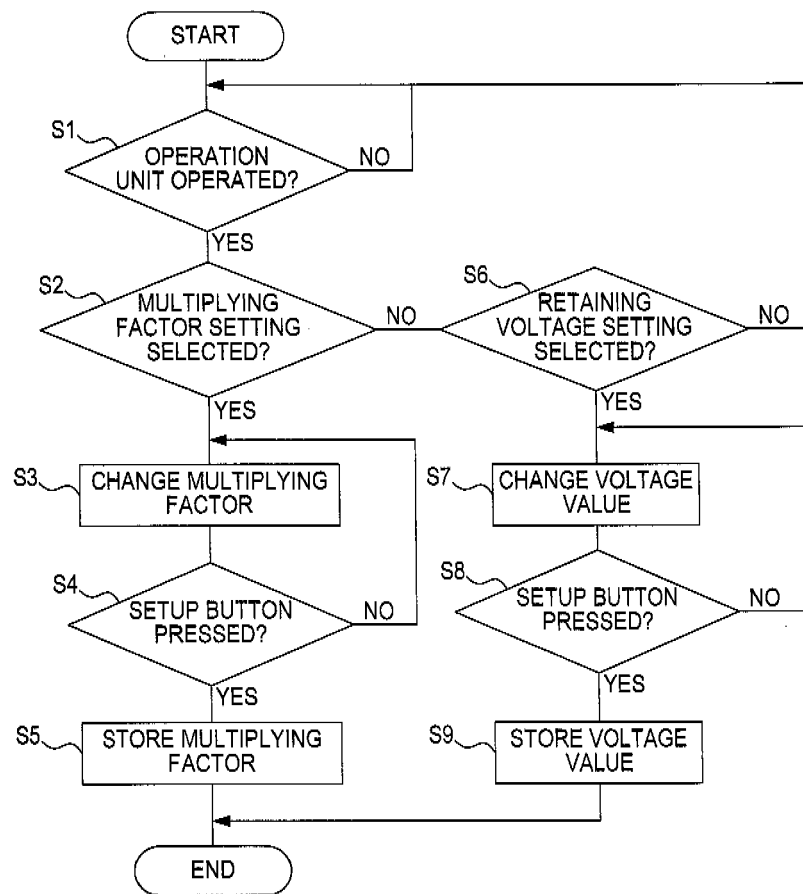 START
S1
OPERATION
UNIT OPERATED?
NO
YES
S2
MULTIPLYING
FACTOR SETTING
SELECTED?
NO
YES
S6
RETAINING
VOLTAGE SETTING
SELECTED?
NO
YES
S3
CHANGE MULTIPLYING
FACTOR
S7
CHANGE VOLTAGE
VALUE
S4
SETUP BUTTON
PRESSED?
NO
YES
S8
SETUP BUTTON
PRESSED?
NO
YES
S5
STORE MULTIPLYING
FACTOR
S9
STORE VOLTAGE
VALUE
END